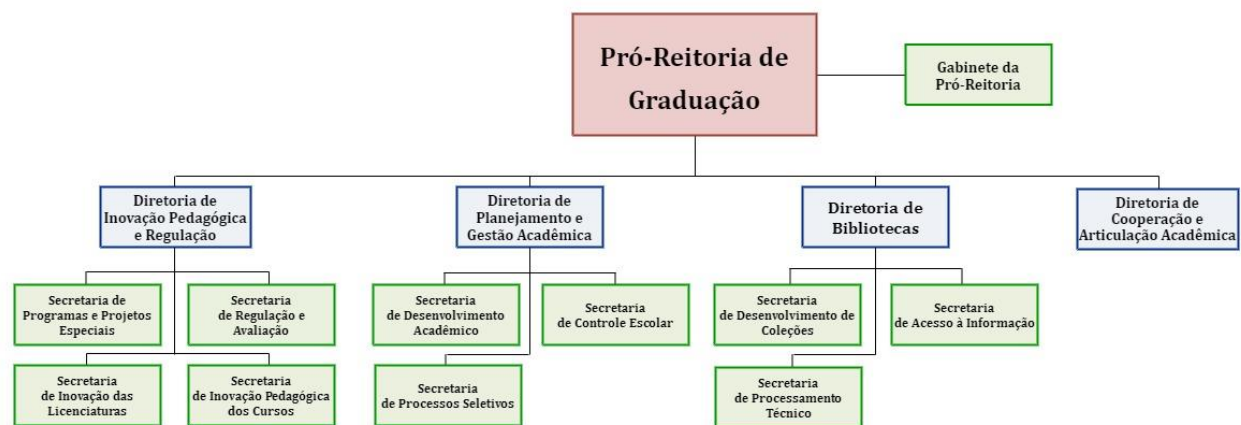 Pró-Reitoria de
Graduação
Gabinete da
Pró-Reitoria
Diretoria de
Inovação Pedagógica
e Regulação
Diretoria de
Planejamento e
Gestão Acadêmica
Diretoria de
Bibliotecas
Diretoria de
Cooperação e
Articulação Acadêmica
Secretaria de
Programas e Projetos
Especiais
Secretaria
de Regulação e
Avaliação
Secretaria
de Desenvolvimento
Acadêmico
Secretaria
de Controle Escolar
Secretaria
de Desenvolvimento de
Coleções
Secretaria
de Acesso à Informação
Secretaria
de Inovação das
Licenciaturas
Secretaria
de Inovação Pedagógica
dos Cursos
Secretaria
de Processos Seletivos
Secretaria
de Processamento
Técnico